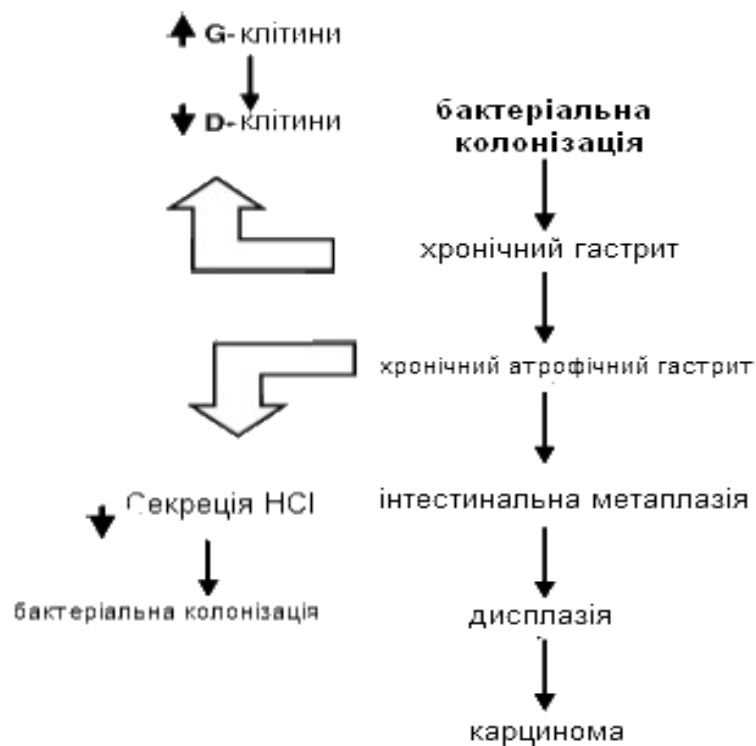 G-клітини
D-клітини
бактеріальна
колонізація
хронічний гастрит
хронічний атрофічний гастрит
Секреція HCl
інтестинальна метаплазія
бактеріальна колонізація
дисплазія
карцинома